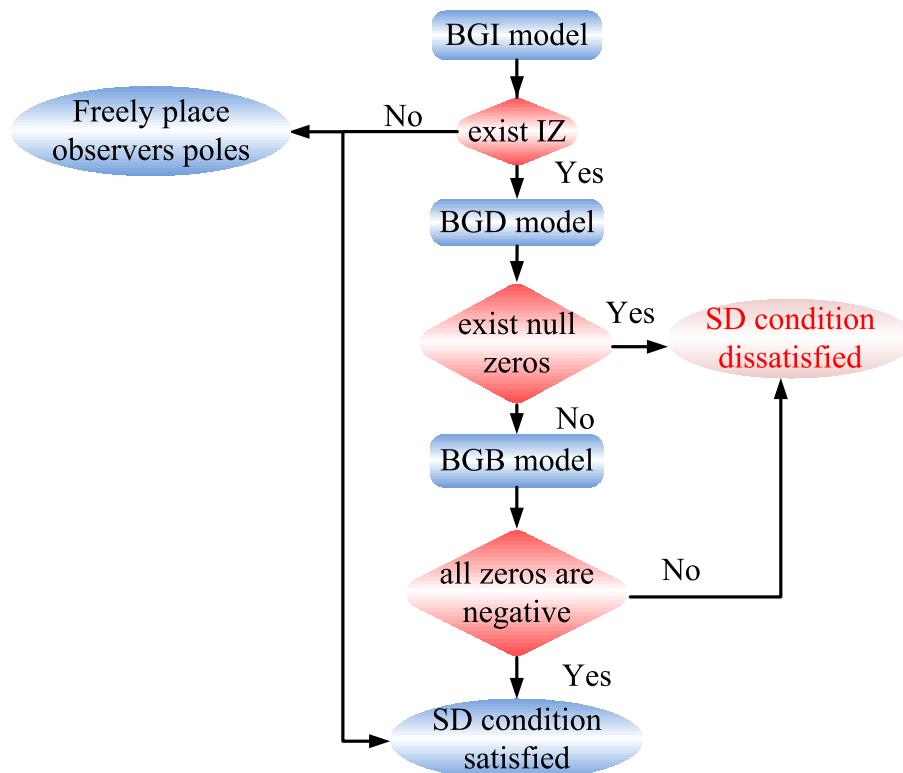 BGI model
Freely place
observers poles
No
exist IZ
Yes
BGD model
exist null
zeros
Yes
SD condition
dissatisfied
No
BGB model
all zeros are
negative
No
Yes
SD condition
satisfied